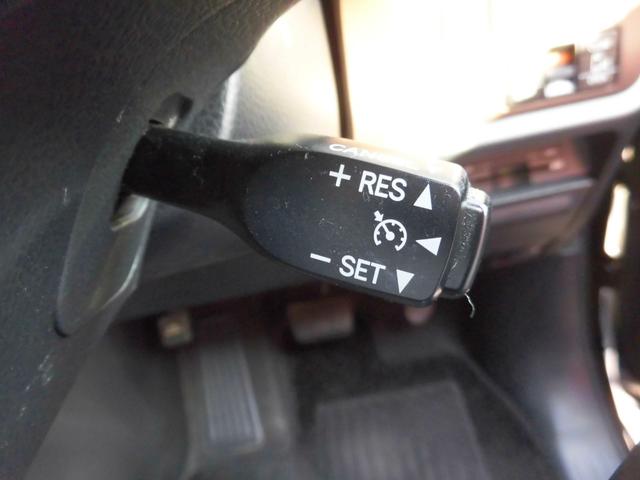 + RES ▲
− SET ▼